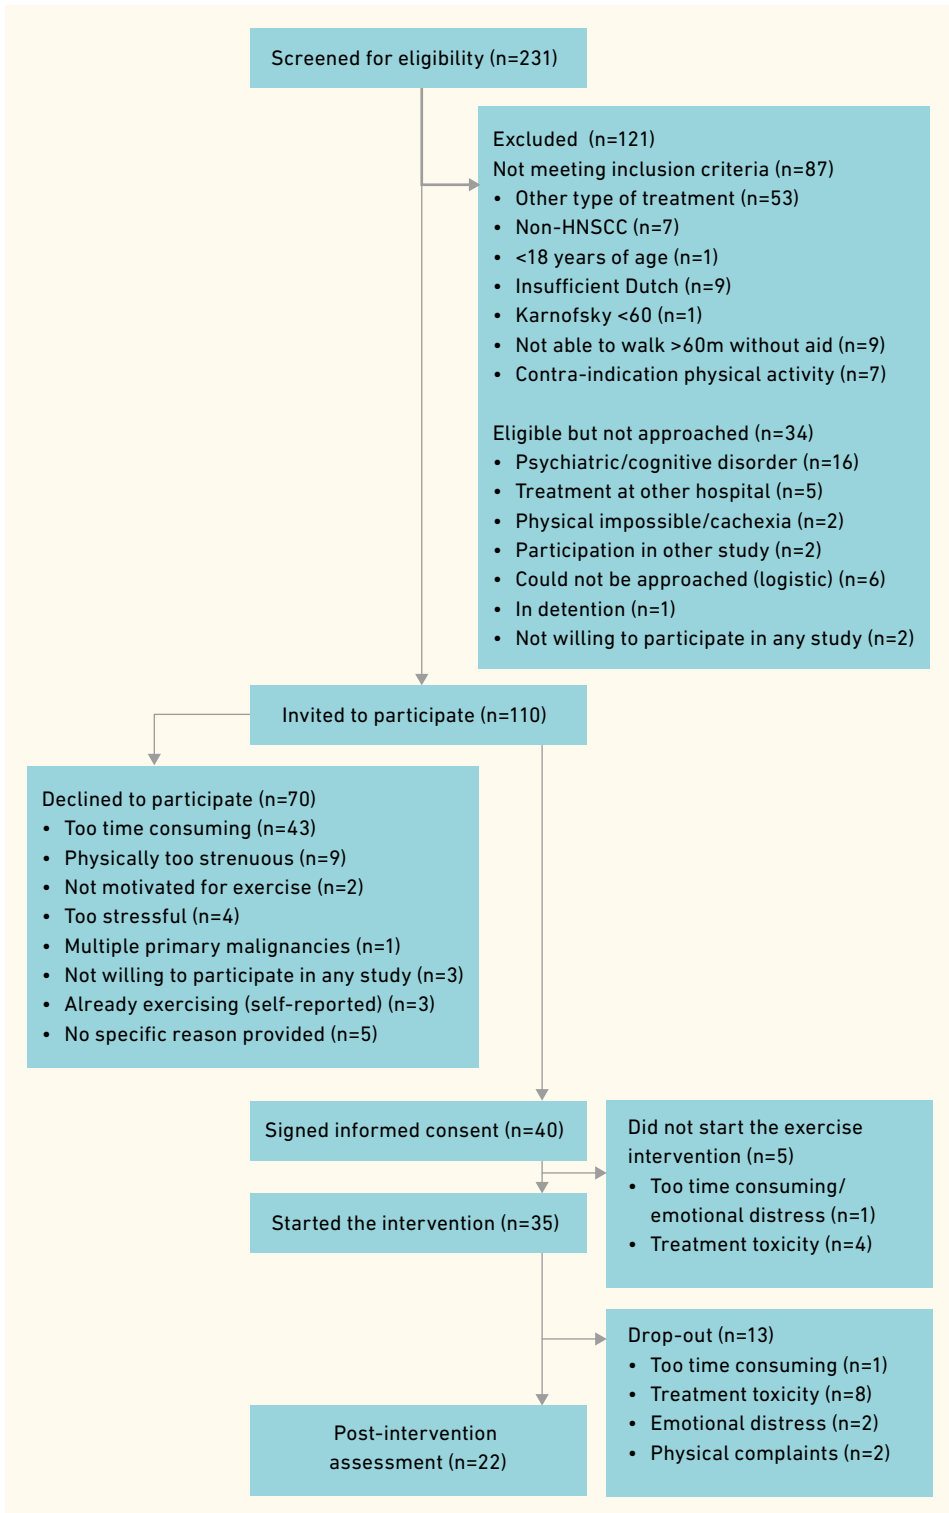 Screened for eligibility (n=231)
Excluded (n=121)
Not meeting inclusion criteria (n=87)
• Other type of treatment (n=53)
• Non-HNSCC (n=7)
• <18 years of age (n=1)
• Insufficient Dutch (n=9)
• Karnofsky <60 (n=1)
• Not able to walk >60m without aid (n=9)
• Contra-indication physical activity (n=7)
Eligible but not approached (n=34)
• Psychiatric/cognitive disorder (n=16)
• Treatment at other hospital (n=5)
• Physical impossible/cachexia (n=2)
• Participation in other study (n=2)
• Could not be approached (logistic) (n=6)
• In detention (n=1)
• Not willing to participate in any study (n=2)
Invited to participate (n=110)
Declined to participate (n=70)
• Too time consuming (n=43)
• Physically too strenuous (n=9)
• Not motivated for exercise (n=2)
• Too stressful (n=4)
• Multiple primary malignancies (n=1)
• Not willing to participate in any study (n=3)
• Already exercising (self-reported) (n=3)
• No specific reason provided (n=5)
Signed informed consent (n=40)
Did not start the exercise
intervention (n=5)
• Too time consuming/
emotional distress (n=1)
• Treatment toxicity (n=4)
Started the intervention (n=35)
Drop-out (n=13)
• Too time consuming (n=1)
• Treatment toxicity (n=8)
• Emotional distress (n=2)
• Physical complaints (n=2)
Post-intervention
assessment (n=22)